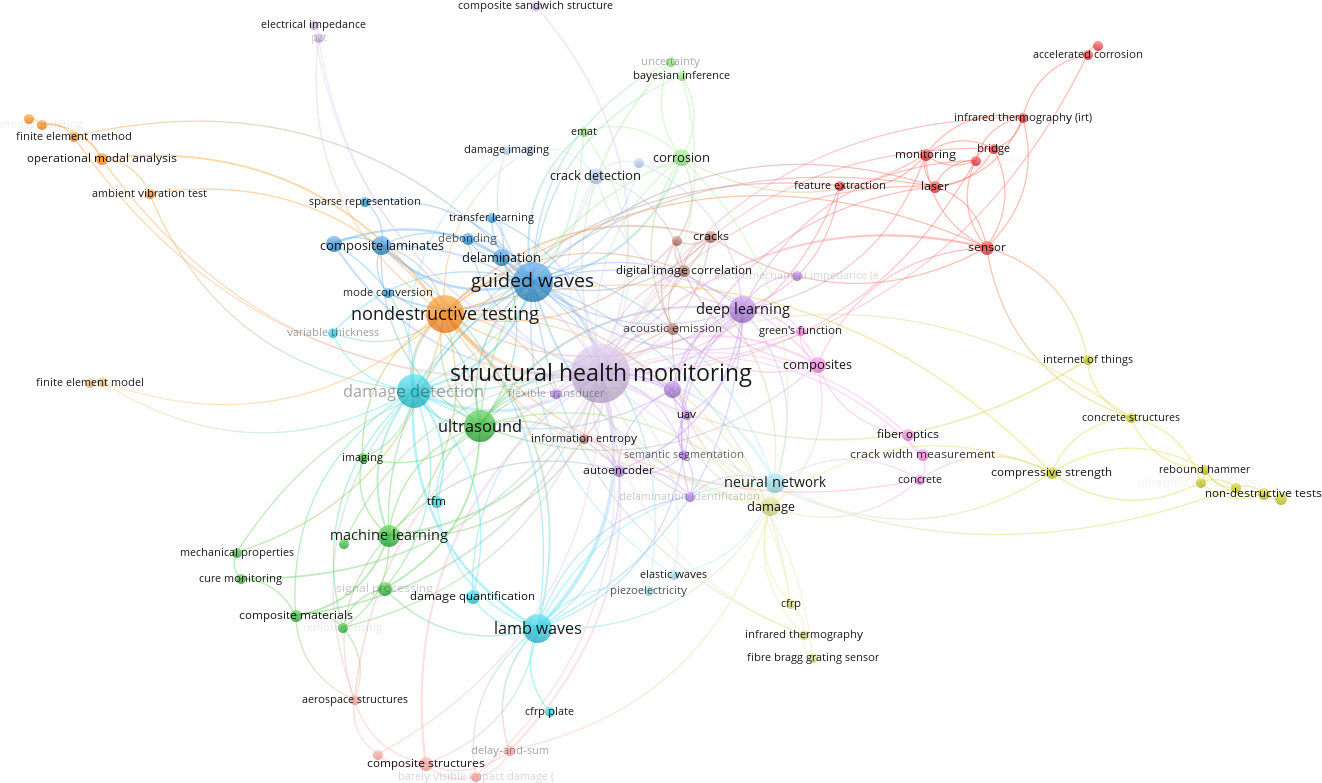 composite sandwich structure
electrical impedance
pzt
accelerated corrosion
uncertainty
bayesian inference
infrared thermography (irt)
finite element method
emat
operational modal analysis
damage imaging
corrosion
monitoring
bridge
crack detection
feature extraction
laser
ambient vibration test
sparse representation
transfer learning
debonding
cracks
composite laminates
sensor
delamination
digital image correlation
guided waves
mode conversion
deep learning
nondestructive testing
acoustic emission
green's function
variable thickness
internet of things
composites
structural health monitoring
finite element model
damage detection
flexible transducer
uav
concrete structures
ultrasound
fiber optics
information entropy
imaging
semantic segmentation
crack width measurement
autoencoder
rebound hammer
compressive strength
concrete
neural network
non-destructive tests
delamination identification
tfm
damage
machine learning
mechanical properties
cure monitoring
elastic waves
signal processing
piezoelectricity
damage quantification
cfrp
composite materials
remote sensing
lamb waves
infrared thermography
fibre bragg grating sensor
aerospace structures
cfrp plate
delay-and-sum
composite structures
barely visible impact damage (